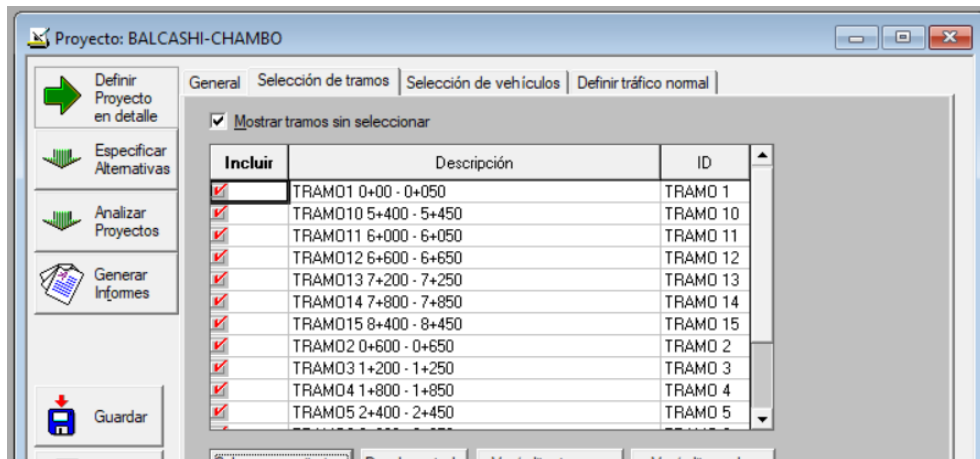 Proyecto: BALCASHI-CHAMBO
Definir
Proyecto
en detalle
Especificar
Alternativas
Analizar
Proyectos
Generar
Informes
Guardar
General Selección de tramos Selección de vehículos Definir tráfico normal
Mostrar tramos sin seleccionar
Incluir Descripción ID
TRAMO1 0+00 - 0+050 TRAMO 1
TRAMO10 5+400 - 5+450 TRAMO 10
TRAMO11 6+000 - 6+050 TRAMO 11
TRAMO12 6+600 - 6+650 TRAMO 12
TRAMO13 7+200 - 7+250 TRAMO 13
TRAMO14 7+800 - 7+850 TRAMO 14
TRAMO15 8+400 - 8+450 TRAMO 15
TRAMO2 0+600 - 0+650 TRAMO 2
TRAMO3 1+200 - 1+250 TRAMO 3
TRAMO4 1+800 - 1+850 TRAMO 4
TRAMO5 2+400 - 2+450 TRAMO 5